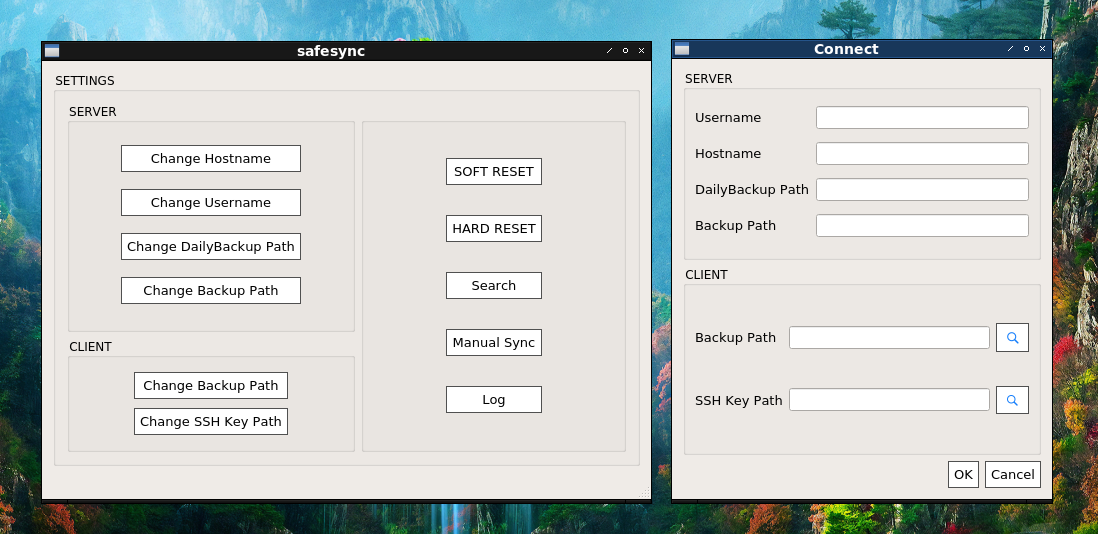 safesync
SETTINGS
SERVER
Change Hostname
Change Username
Change DailyBackup Path
Change Backup Path
CLIENT
Change Backup Path
Change SSH Key Path
SOFT RESET
HARD RESET
Search
Manual Sync
Log
Connect
SERVER
Username
Hostname
DailyBackup Path
Backup Path
CLIENT
Backup Path
SSH Key Path
OK Cancel